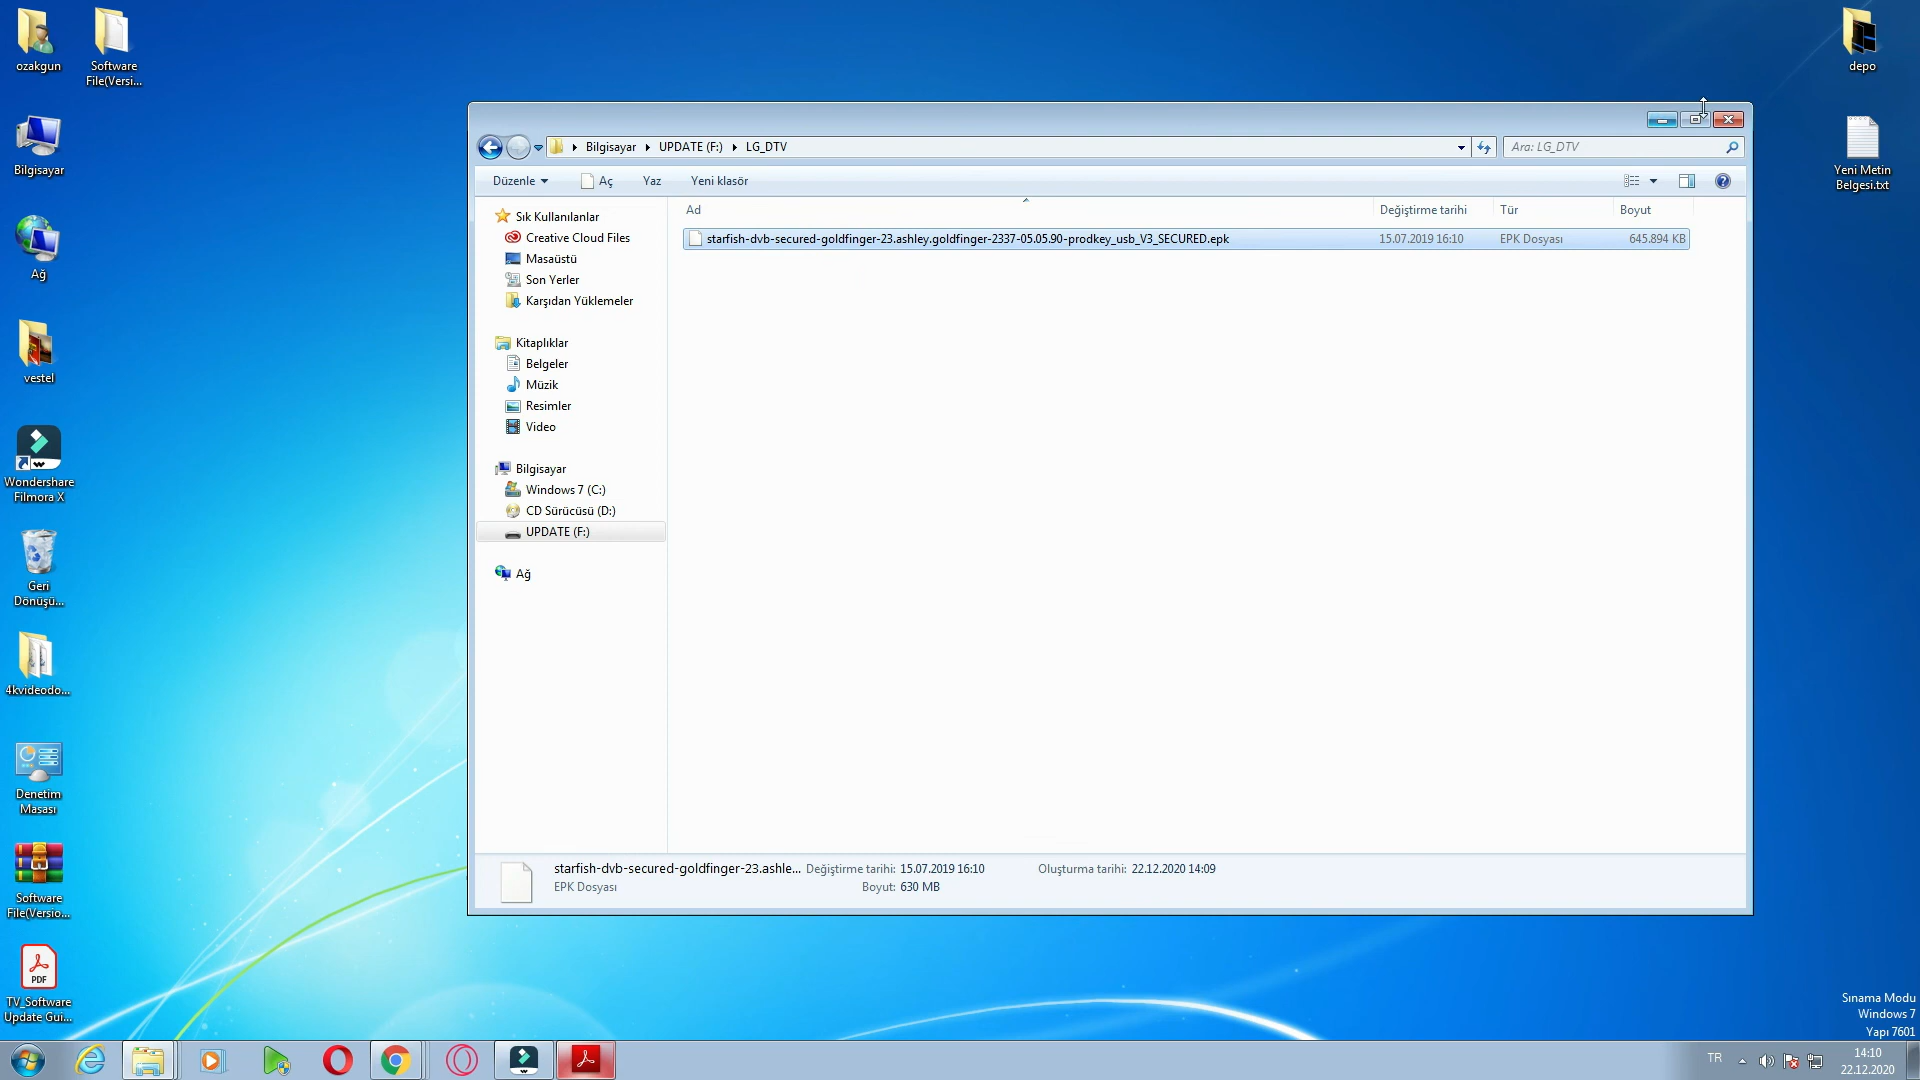 ozakgun
Software
File(Versi...
Bilgisayar
Ağ
vestel
Wondershare
Filmora X
Geri
Dönüşü...
4kvideodo...
Denetim
Masası
Software
File(Versio...
PDF
TV_Software
Update Gui...
depo
Yeni Metin
Belgesi.txt
Bilgisayar
UPDATE (F:)
LG_DTV
Ara: LG_DTV
Düzenle
Aç
Yaz
Yeni klasör
Sık Kullanılanlar
Creative Cloud Files
Masaüstü
Son Yerler
Karşıdan Yüklemeler
Kitaplıklar
Belgeler
Müzik
Resimler
Video
Bilgisayar
Windows 7 (C:)
CD Sürücüsü (D:)
UPDATE (F:)
Ağ
Ad Değiştirme tarihi Tür Boyut
starfish-dvb-secured-goldfinger-23.ashley.goldfinger-2337-05.05.90-prodkey_usb_V3_SECURED.epk 15.07.2019 16:10 EPK Dosyası 645.894 KB
starfish-dvb-secured-goldfinger-23.ashle... Değiştirme tarihi: 15.07.2019 16:10 Oluşturma tarihi: 22.12.2020 14:09
EPK Dosyası Boyut: 630 MB
Sınama Modu
Windows 7
Yapı 7601
TR
14:10
22.12.2020